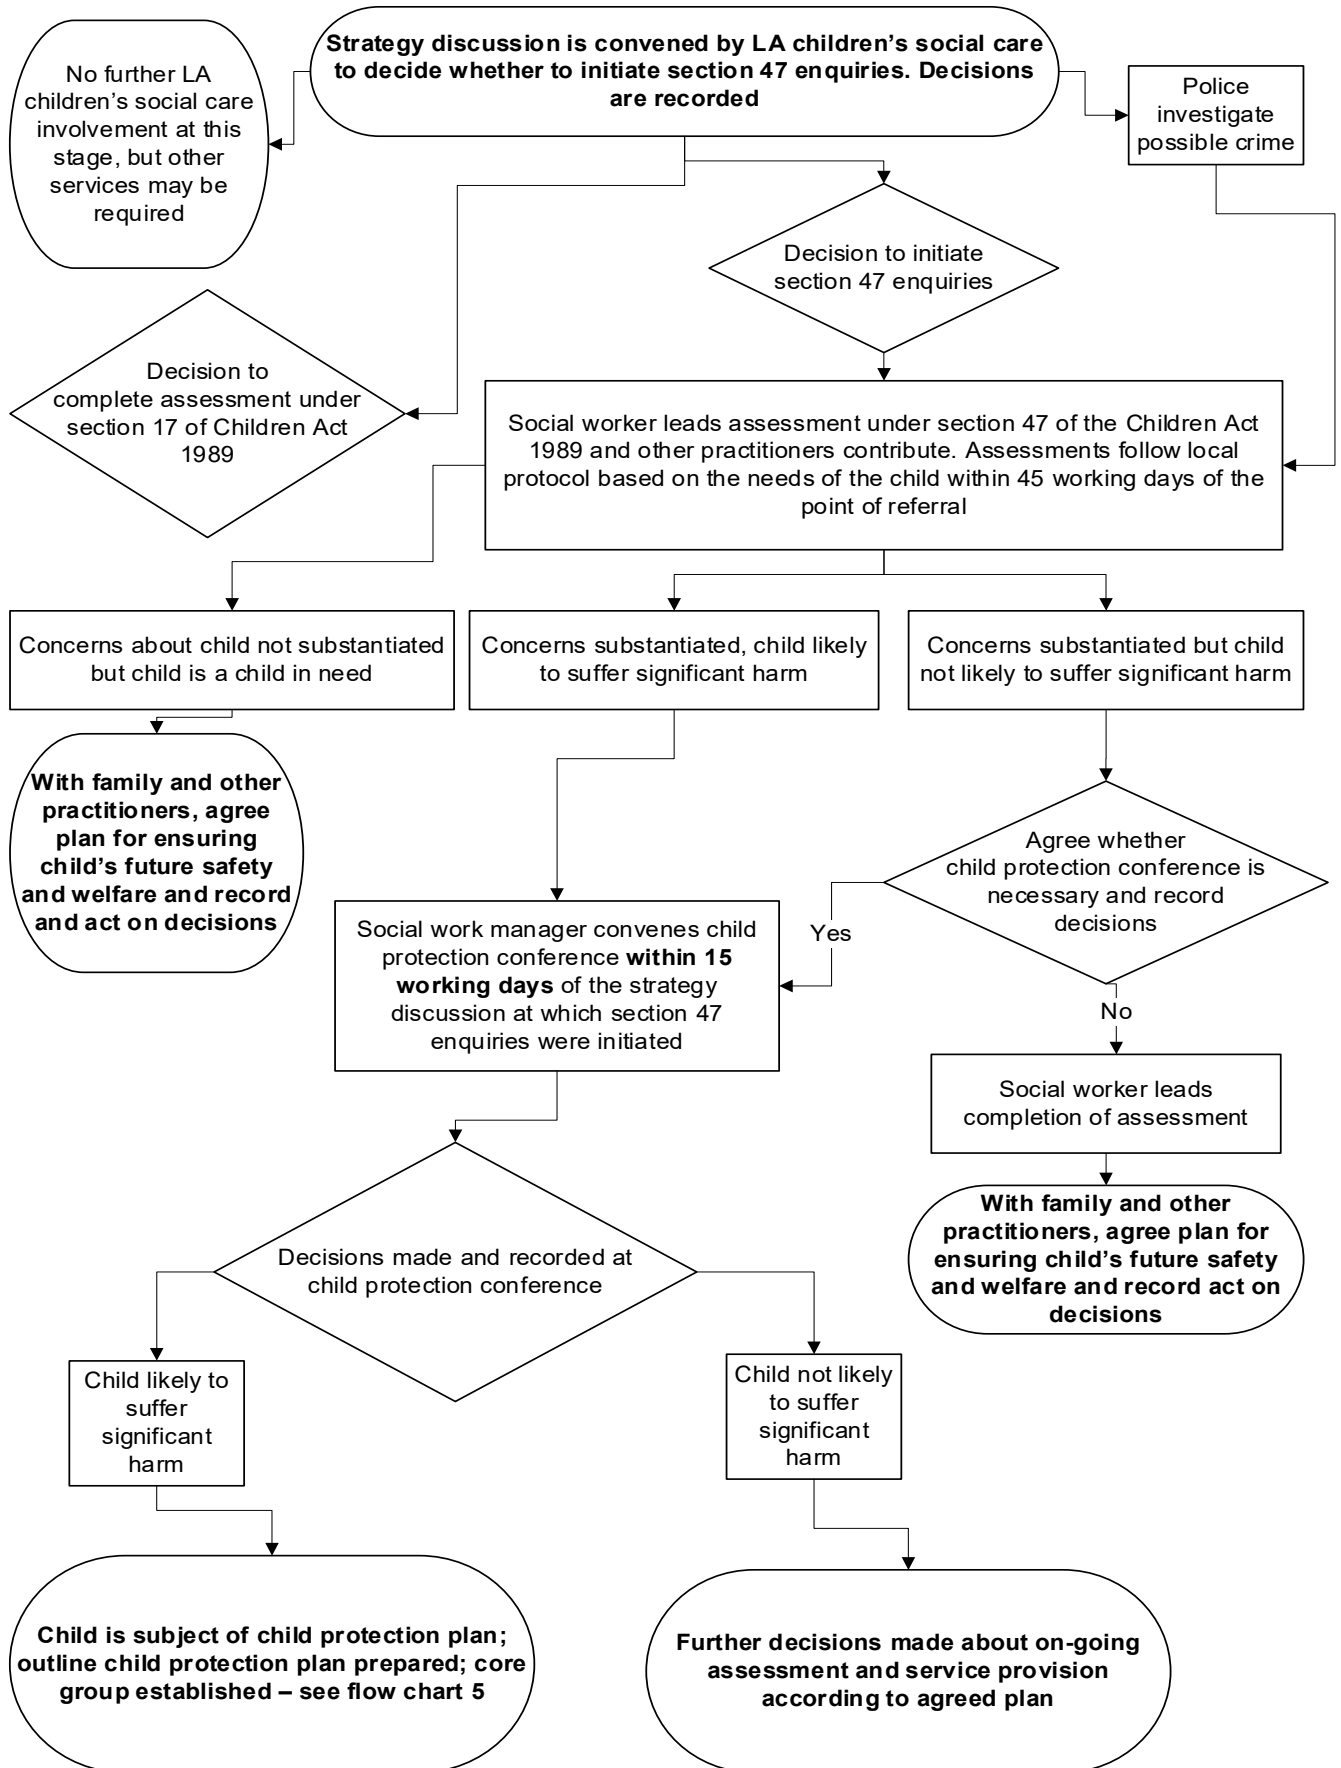 Strategy discussion is convened by LA children’s social care
to decide whether to initiate section 47 enquiries. Decisions
are recorded
No further LA
children’s social care
involvement at this
stage, but other
services may be
required
Police
investigate
possible crime
Decision to initiate
section 47 enquiries
Decision to
complete assessment under
section 17 of Children Act
1989
Social worker leads assessment under section 47 of the Children Act
1989 and other practitioners contribute. Assessments follow local
protocol based on the needs of the child within 45 working days of the
point of referral
Concerns about child not substantiated
but child is a child in need
Concerns substantiated, child likely
to suffer significant harm
Concerns substantiated but child
not likely to suffer significant harm
With family and other
practitioners, agree
plan for ensuring
child’s future safety
and welfare and record
and act on decisions
Agree whether
child protection conference is
necessary and record
decisions
Yes
No
Social work manager convenes child
protection conference within 15
working days of the strategy
discussion at which section 47
enquiries were initiated
Social worker leads
completion of assessment
With family and other
practitioners, agree plan for
ensuring child’s future safety
and welfare and record act on
decisions
Decisions made and recorded at
child protection conference
Child likely to
suffer
significant
harm
Child not likely
to suffer
significant
harm
Child is subject of child protection plan;
outline child protection plan prepared; core
group established – see flow chart 5
Further decisions made about on-going
assessment and service provision
according to agreed plan